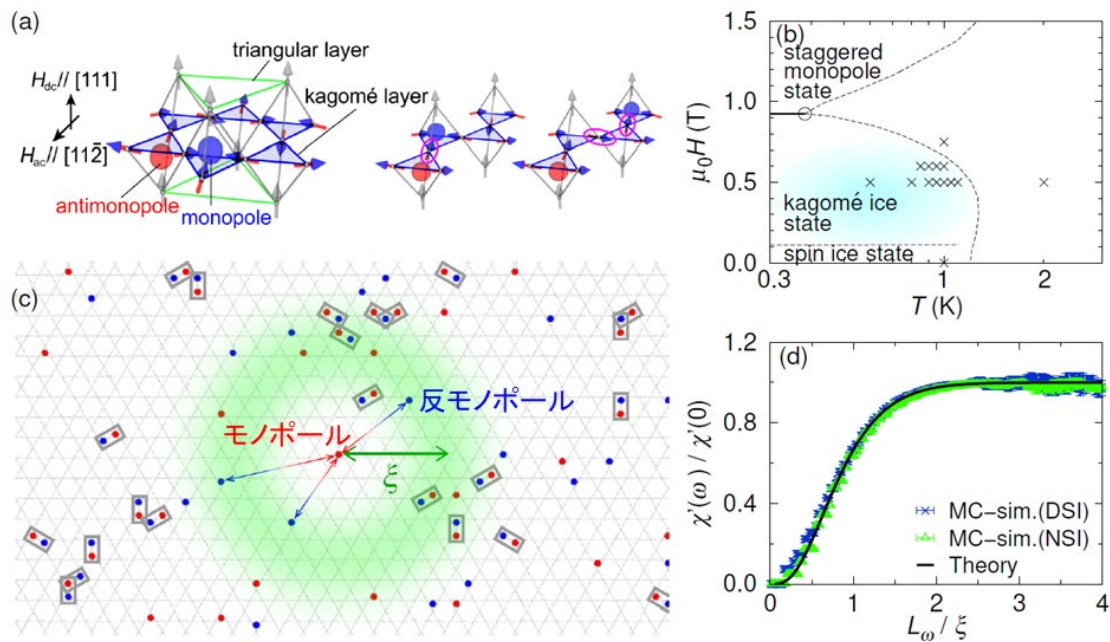 (a)
triangular layer
H_dc// [111]
kagomé layer
H_ac// [112̄]
antimonopole
monopole
(b)
1.5
staggered
monopole
state
1.0
μ₀H (T)
0.5
kagomé ice
state
spin ice state
0.0
0.3
1
2
T (K)
(c)
反モノポール
モノポール
ξ
(d)
1.2
0.8
χ'(ω) / χ'(0)
0.4
MC−sim.(DSI)
MC−sim.(NSI)
Theory
0.0
0
1
2
3
4
L_ω / ξ